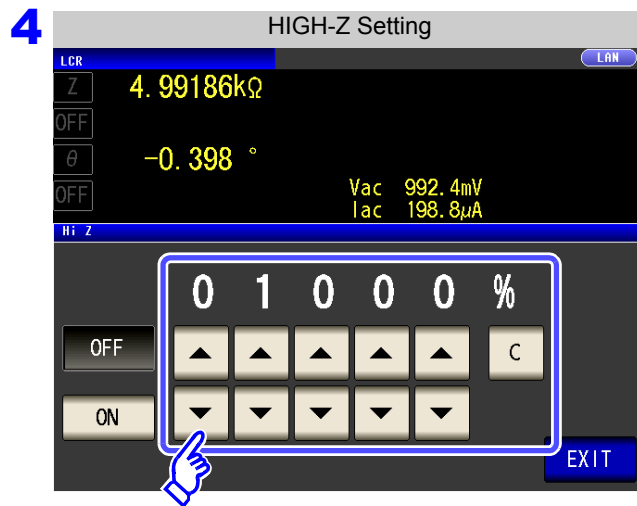 4
HIGH-Z Setting
LCR
LAN
Z 4.99186kΩ
OFF
θ -0.398 °
OFF
Vac 992.4mV
Iac 198.8μA
Hi Z
0 1 0 0 0 %
OFF
C
ON
EXIT